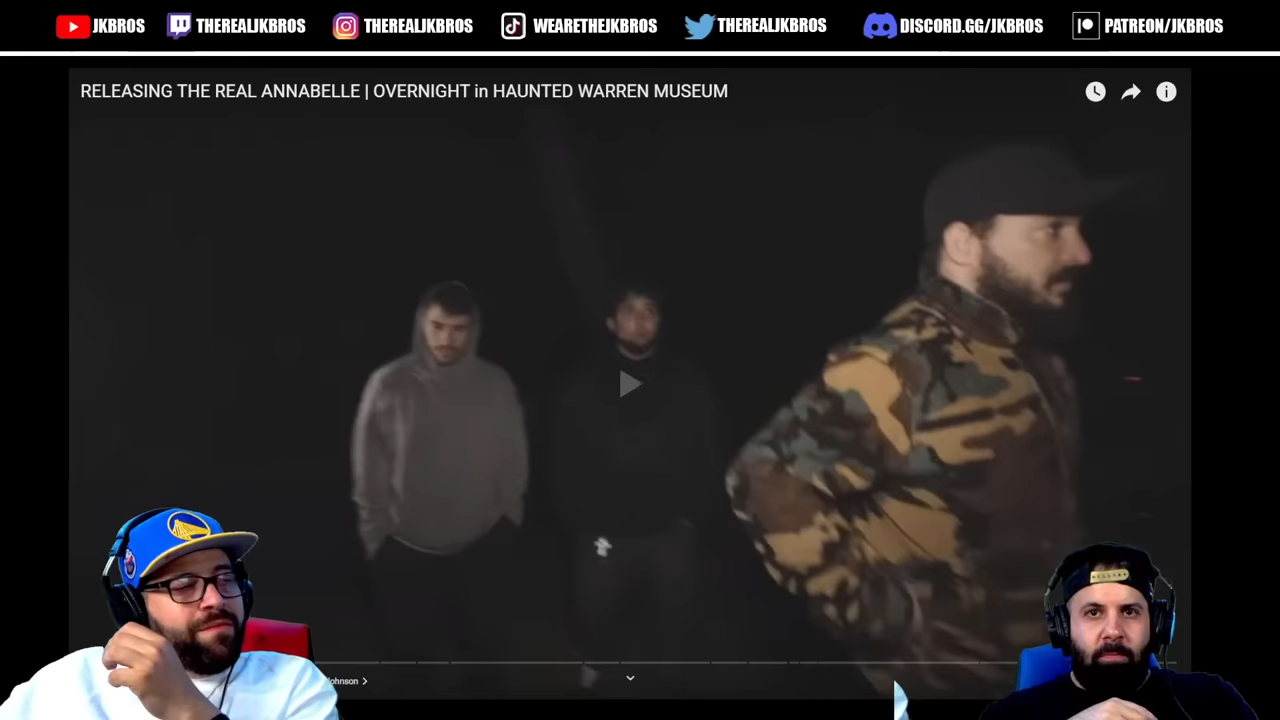 JKBROS THEREALJKBROS THEREALJKBROS WEARETHEJKBROS THEREALJKBROS DISCORD.GG/JKBROS PATREON/JKBROS
RELEASING THE REAL ANNABELLE | OVERNIGHT in HAUNTED WARREN MUSEUM
Johnson